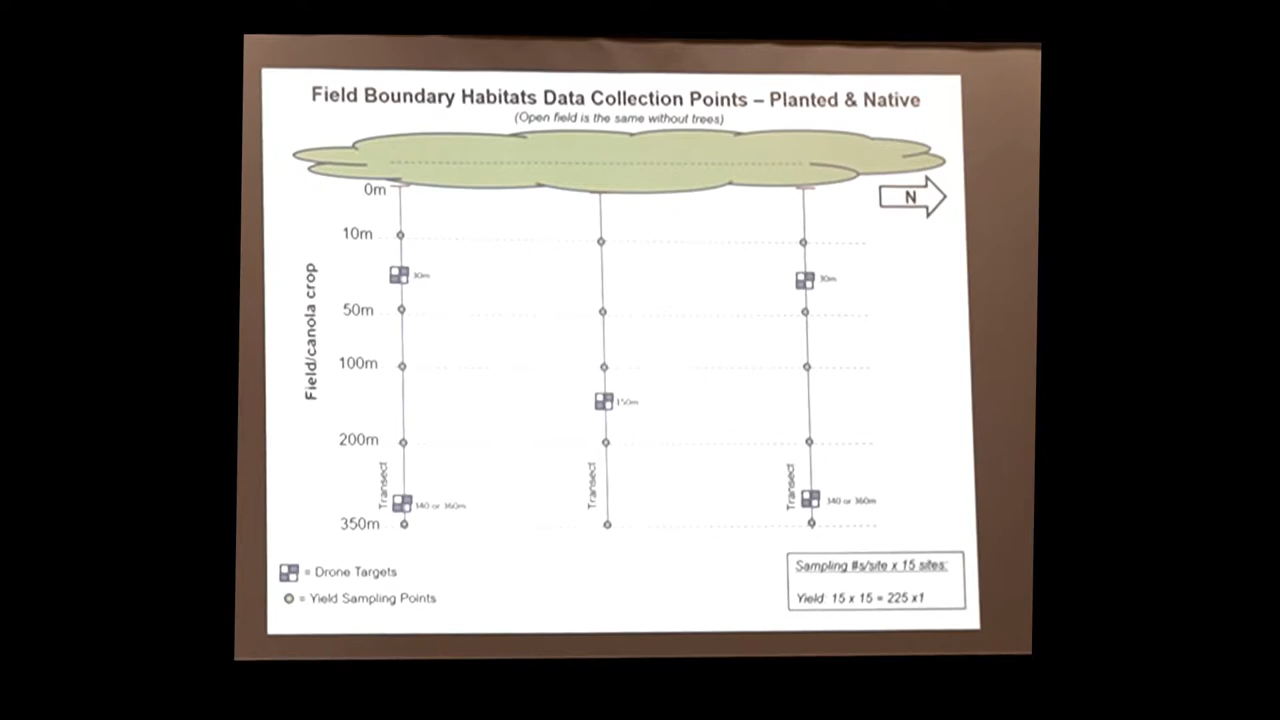 Field Boundary Habitats Data Collection Points – Planted & Native
(Open field is the same without trees)
0m
N
10m
30m
30m
50m
Field/canola crop
100m
150m
200m
Transect
Transect
Transect
340 or 360m
340 or 360m
350m
= Drone Targets
= Yield Sampling Points
Sampling #s/site x 15 sites:
Yield: 15 x 15 = 225 x1